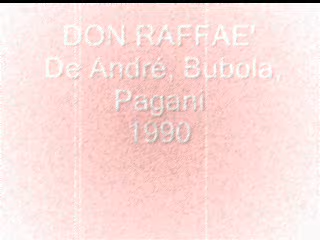 DON RAFFAE'
De André, Bubola,
Pagani
1990